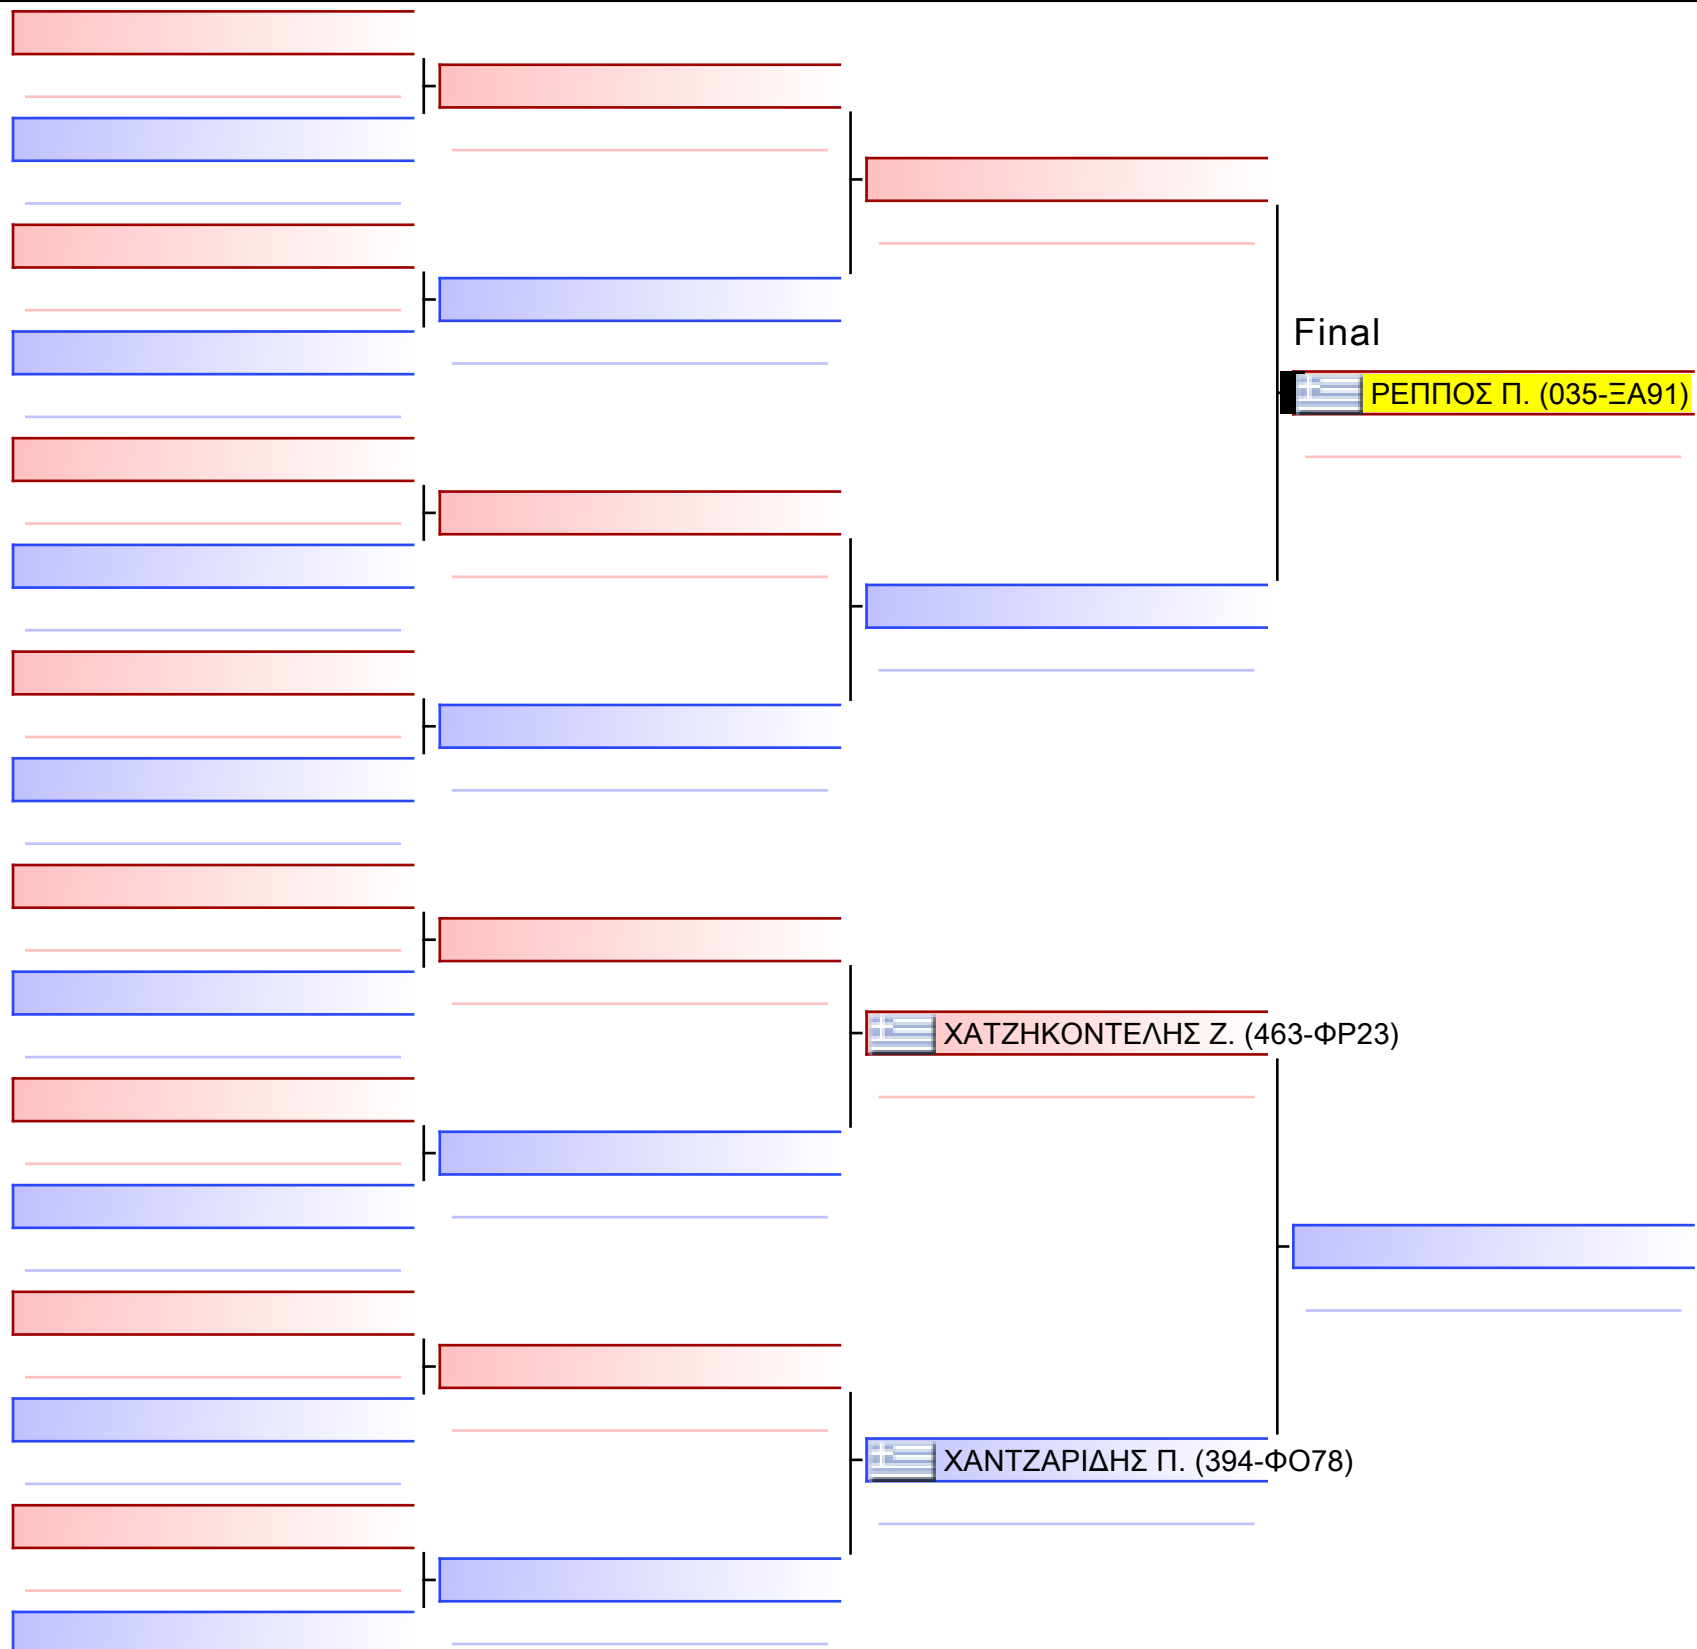 Final
ΡΕΠΠΟΣ Π. (035-ΞΑ91)
ΧΑΤΖΗΚΟΝΤΕΛΗΣ Ζ. (463-ΦΡ23)
ΧΑΝΤΖΑΡΙΔΗΣ Π. (394-ΦΟ78)